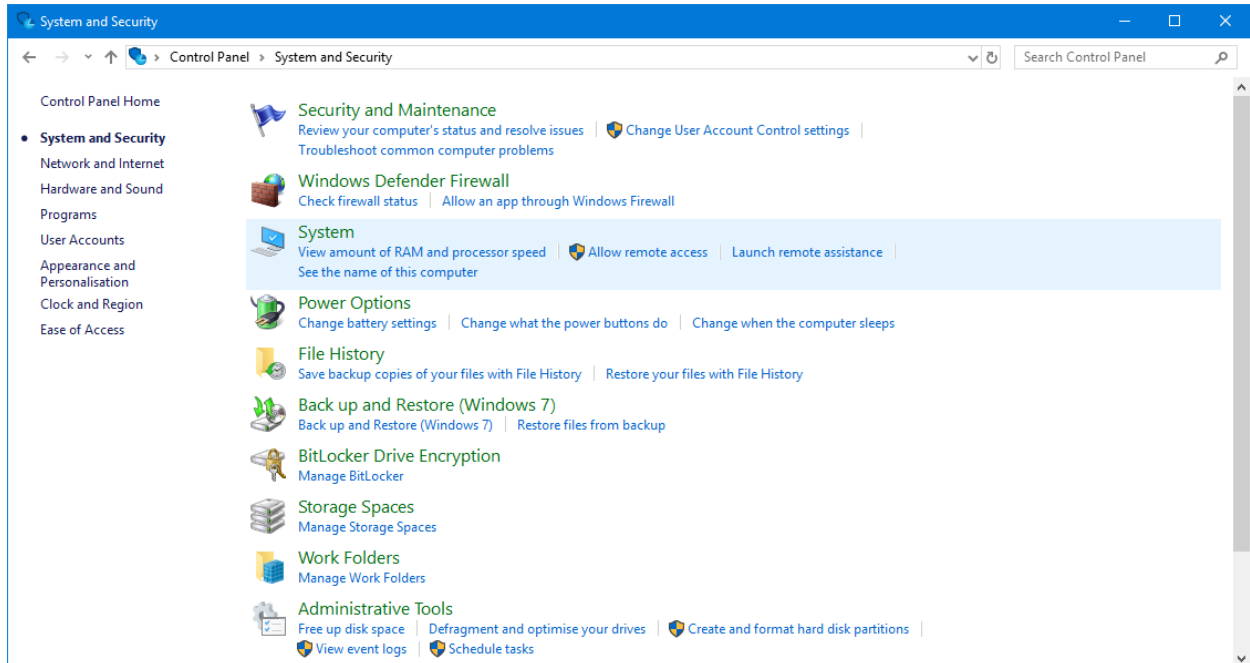 System and Security
Control Panel > System and Security
Search Control Panel
Control Panel Home
System and Security
Network and Internet
Hardware and Sound
Programs
User Accounts
Appearance and
Personalisation
Clock and Region
Ease of Access
Security and Maintenance
Review your computer's status and resolve issues | Change User Account Control settings |
Troubleshoot common computer problems
Windows Defender Firewall
Check firewall status | Allow an app through Windows Firewall
System
View amount of RAM and processor speed | Allow remote access | Launch remote assistance |
See the name of this computer
Power Options
Change battery settings | Change what the power buttons do | Change when the computer sleeps
File History
Save backup copies of your files with File History | Restore your files with File History
Back up and Restore (Windows 7)
Back up and Restore (Windows 7) | Restore files from backup
BitLocker Drive Encryption
Manage BitLocker
Storage Spaces
Manage Storage Spaces
Work Folders
Manage Work Folders
Administrative Tools
Free up disk space | Defragment and optimise your drives | Create and format hard disk partitions |
View event logs | Schedule tasks